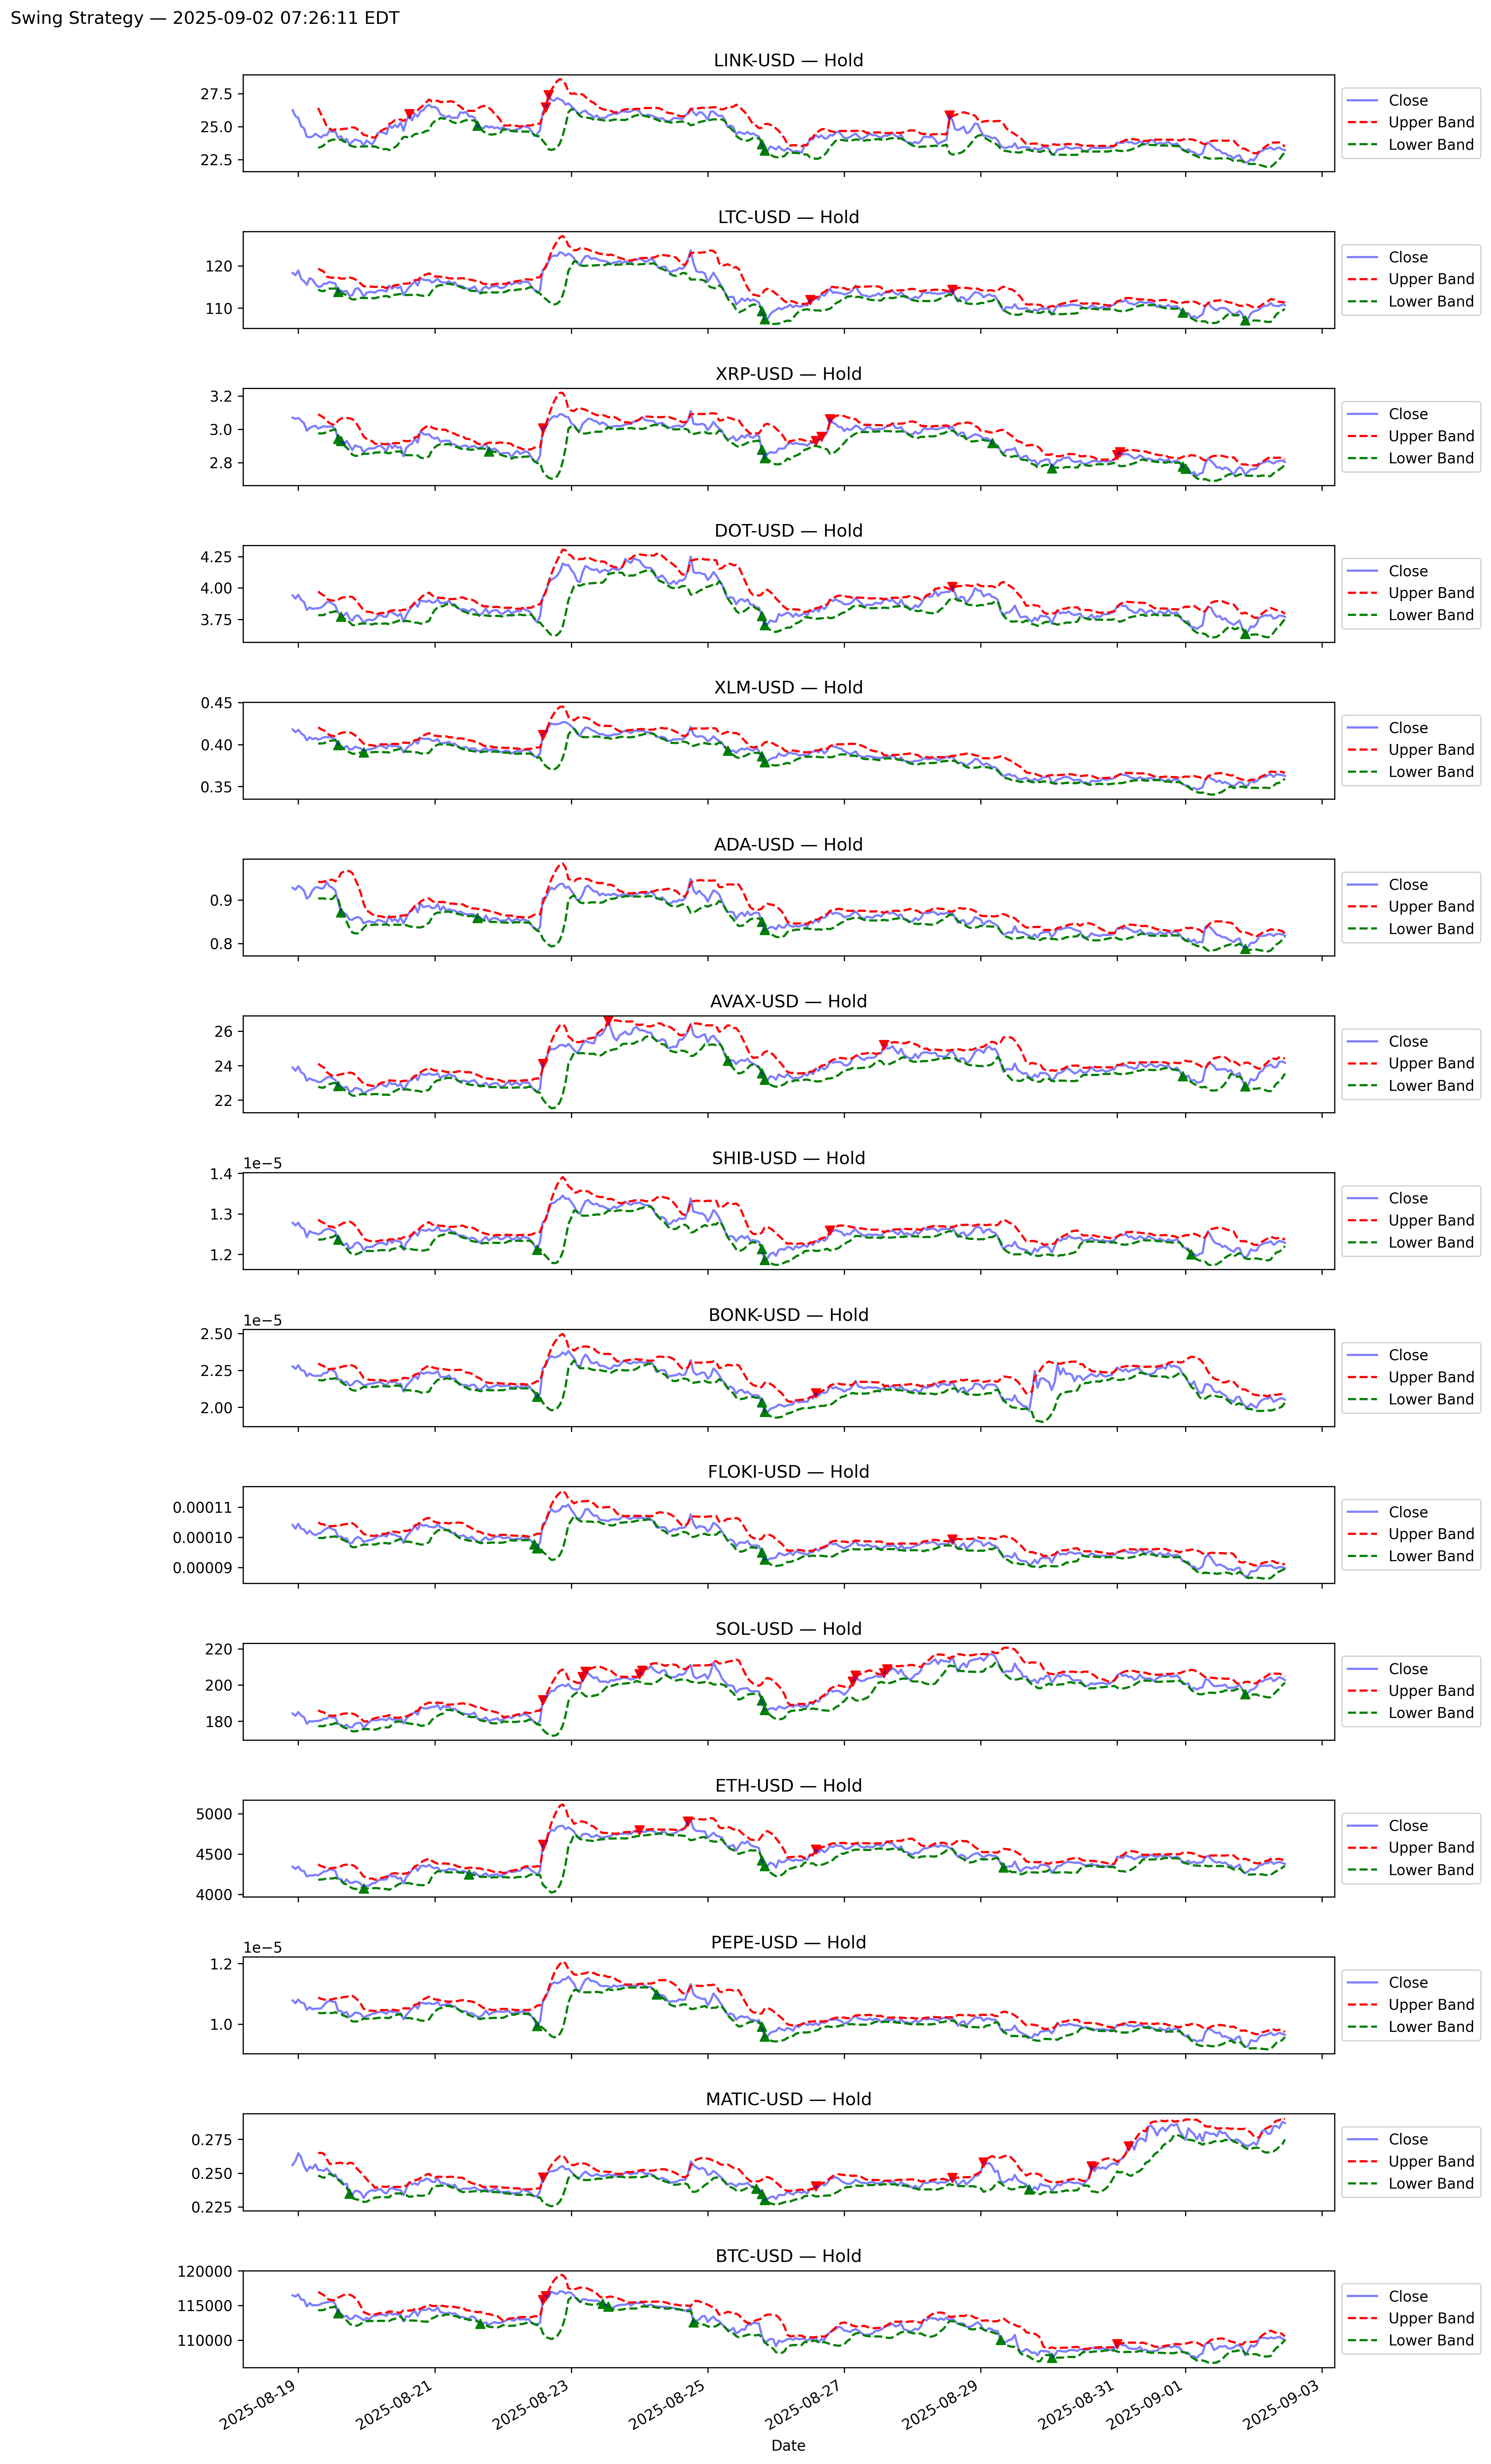 Swing Strategy — 2025-09-02 07:26:11 EDT
LINK-USD — Hold
27.5
25.0
22.5
Close
Upper Band
Lower Band
LTC-USD — Hold
120
110
Close
Upper Band
Lower Band
XRP-USD — Hold
3.2
3.0
2.8
Close
Upper Band
Lower Band
DOT-USD — Hold
4.25
4.00
3.75
Close
Upper Band
Lower Band
XLM-USD — Hold
0.45
0.40
0.35
Close
Upper Band
Lower Band
ADA-USD — Hold
0.9
0.8
Close
Upper Band
Lower Band
AVAX-USD — Hold
26
24
22
Close
Upper Band
Lower Band
SHIB-USD — Hold
1e−5
1.4
1.3
1.2
Close
Upper Band
Lower Band
BONK-USD — Hold
1e−5
2.50
2.25
2.00
Close
Upper Band
Lower Band
FLOKI-USD — Hold
0.00011
0.00010
0.00009
Close
Upper Band
Lower Band
SOL-USD — Hold
220
200
180
Close
Upper Band
Lower Band
ETH-USD — Hold
5000
4500
4000
Close
Upper Band
Lower Band
PEPE-USD — Hold
1e−5
1.2
1.0
Close
Upper Band
Lower Band
MATIC-USD — Hold
0.275
0.250
0.225
Close
Upper Band
Lower Band
BTC-USD — Hold
120000
115000
110000
Close
Upper Band
Lower Band
2025-08-19
2025-08-21
2025-08-23
2025-08-25
2025-08-27
2025-08-29
2025-08-31
2025-09-01
2025-09-03
Date